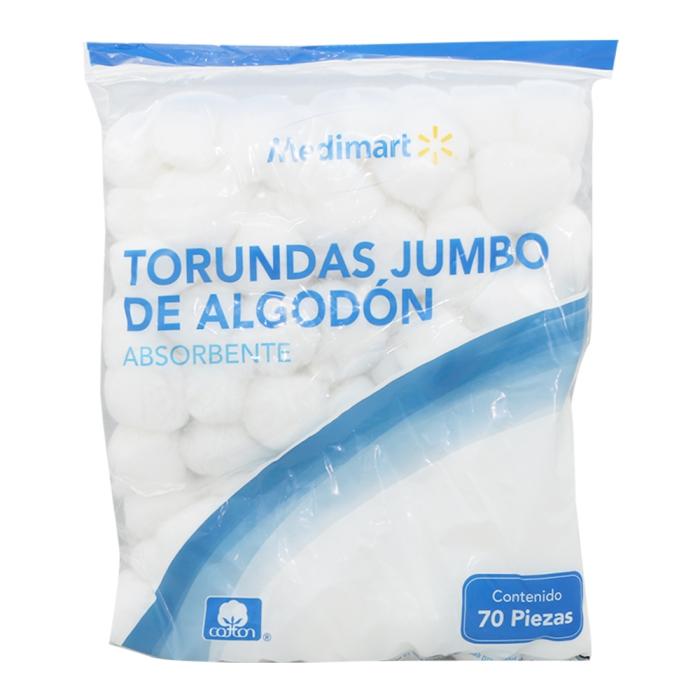 Medimart
TORUNDAS JUMBO
DE ALGODÓN
ABSORBENTE
Contenido
70 Piezas
cotton ®